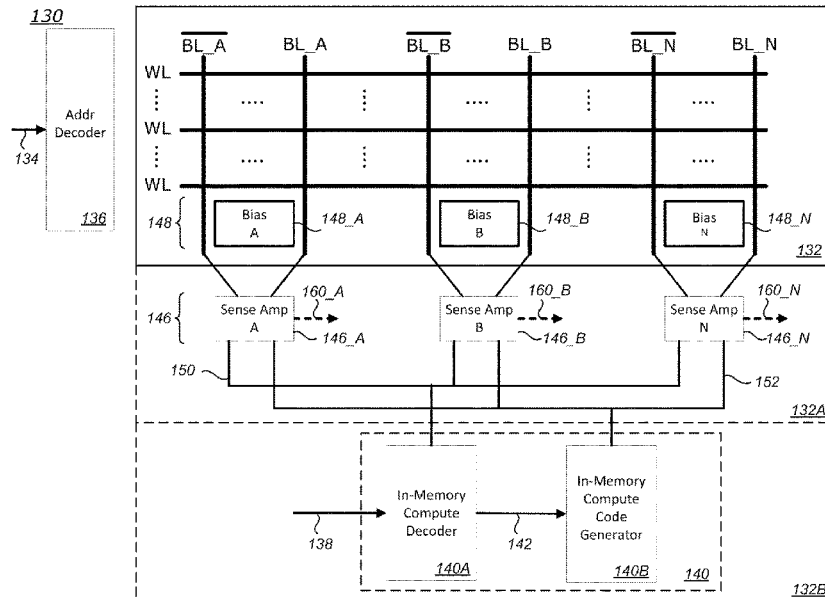 130
BL_A BL_A BL_B BL_B BL_N BL_N
WL
Addr
Decoder
134
136
WL
WL
148
Bias
A
148_A
Bias
B
148_B
Bias
N
148_N
132
146
Sense Amp
A
160_A
146_A
Sense Amp
B
160_B
146_B
Sense Amp
N
160_N
146_N
150
152
132A
138
In-Memory
Compute
Decoder
140A
142
In-Memory
Compute
Code
Generator
140B
140
132B